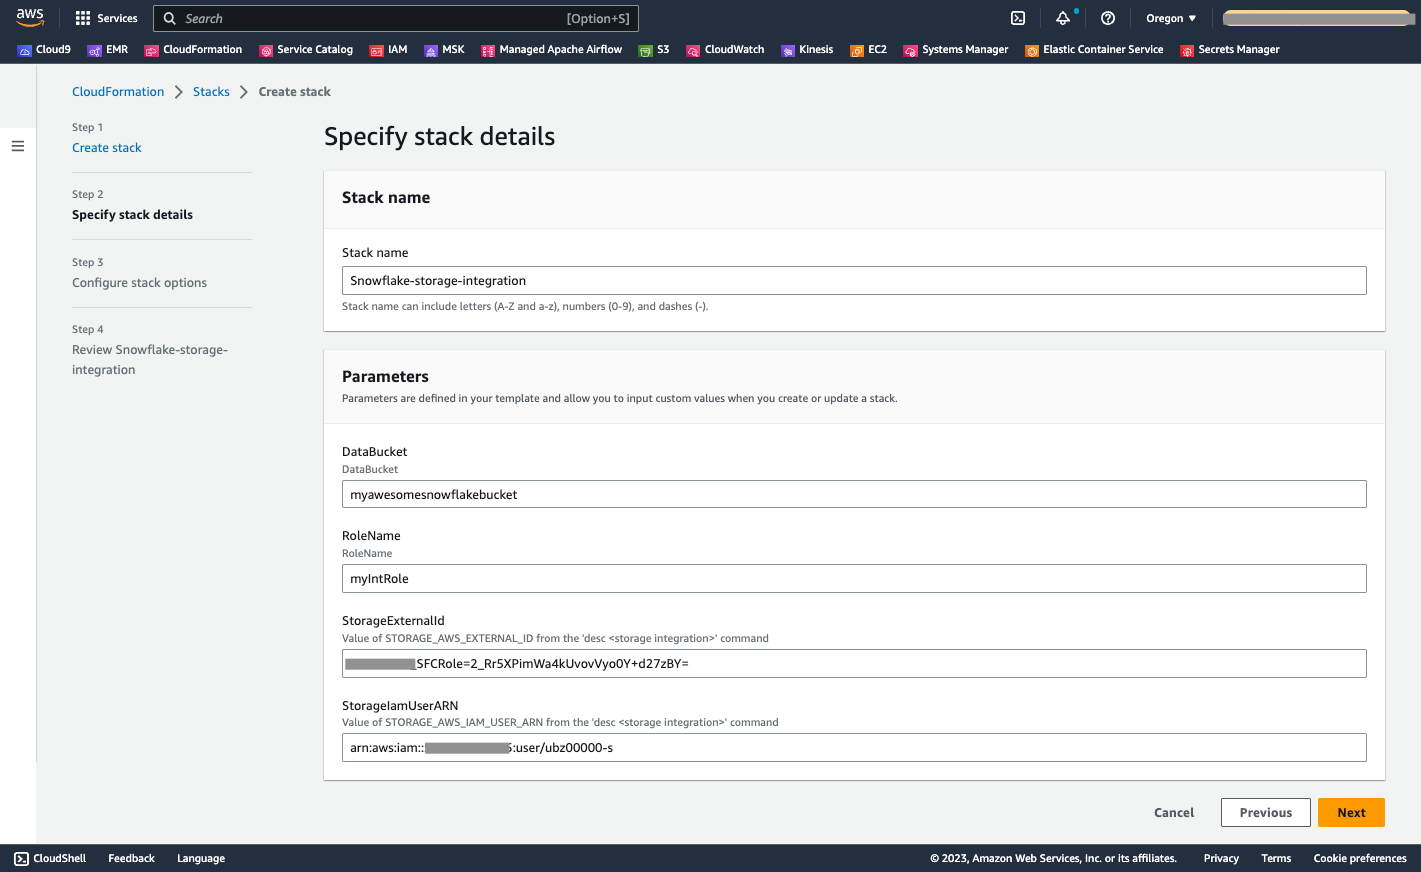 aws Services Search [Option+S] Oregon
Cloud9 EMR CloudFormation Service Catalog IAM MSK Managed Apache Airflow S3 CloudWatch Kinesis EC2 Systems Manager Elastic Container Service Secrets Manager
CloudFormation Stacks Create stack
Step 1
Create stack
Step 2
Specify stack details
Step 3
Configure stack options
Step 4
Review Snowflake-storage-
integration
Specify stack details
Stack name
Stack name
Snowflake-storage-integration
Stack name can include letters (A-Z and a-z), numbers (0-9), and dashes (-).
Parameters
Parameters are defined in your template and allow you to input custom values when you create or update a stack.
DataBucket
DataBucket
myawesomesnowflakebucket
RoleName
RoleName
myIntRole
StorageExternalId
Value of STORAGE_AWS_EXTERNAL_ID from the 'desc <storage integration>' command
_SFCRole=2_Rr5XPimWa4kUvovVyo0Y+d27zBY=
StorageIamUserARN
Value of STORAGE_AWS_IAM_USER_ARN from the 'desc <storage integration>' command
arn:aws:iam:: :user/ubz00000-s
Cancel Previous Next
CloudShell Feedback Language © 2023, Amazon Web Services, Inc. or its affiliates. Privacy Terms Cookie preferences